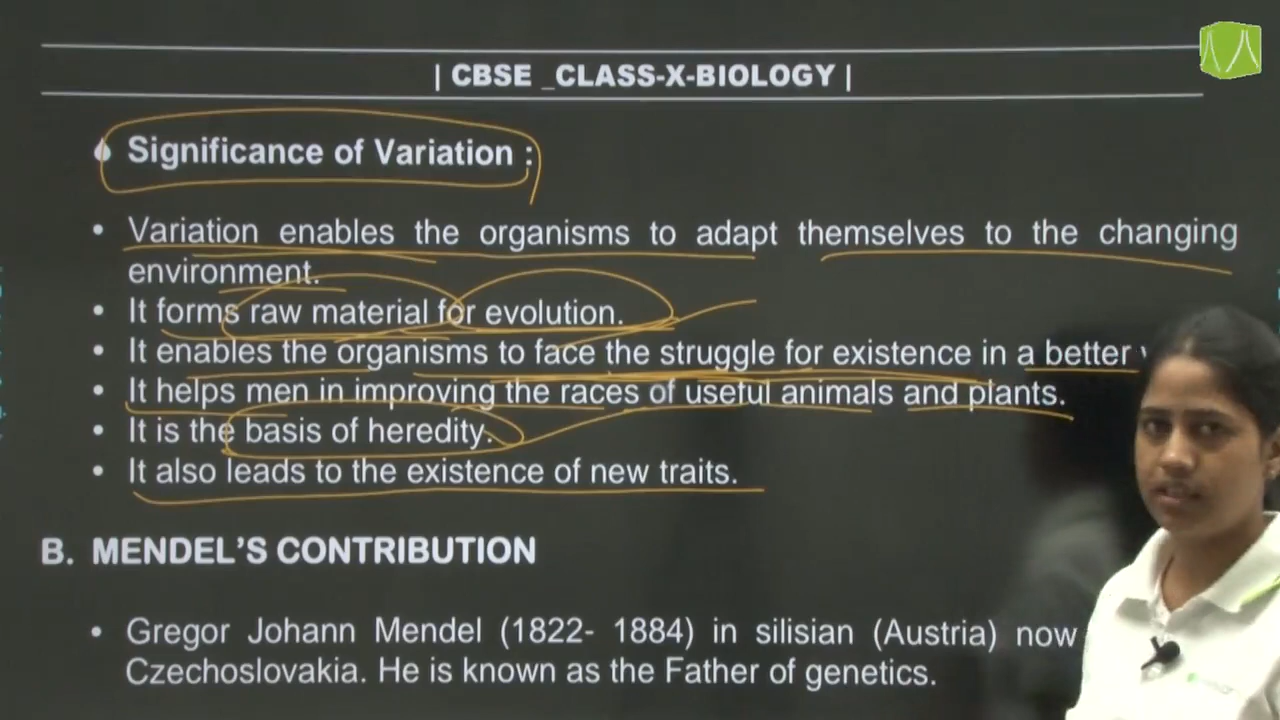 | CBSE _CLASS-X-BIOLOGY |
Significance of Variation :
• Variation enables the organisms to adapt themselves to the changing
environment.
• It forms raw material for evolution.
• It enables the organisms to face the struggle for existence in a better
• It helps men in improving the races of useful animals and plants.
• It is the basis of heredity.
• It also leads to the existence of new traits.
B. MENDEL'S CONTRIBUTION
• Gregor Johann Mendel (1822- 1884) in silisian (Austria) now
Czechoslovakia. He is known as the Father of genetics.